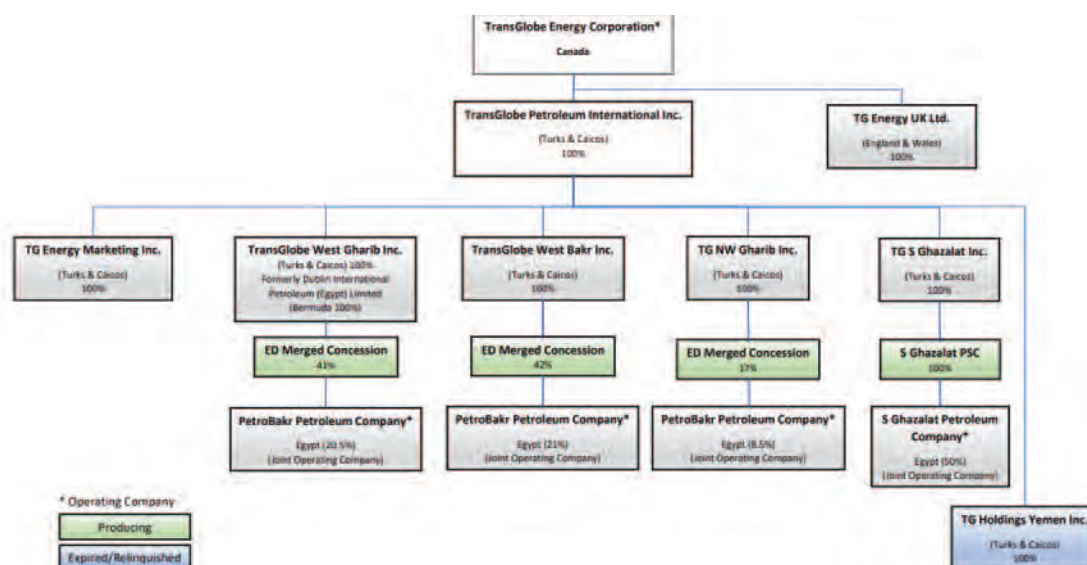 TransGlobe Energy Corporation*
Canada
TransGlobe Petroleum International Inc.
(Turks & Caicos)
100%
TG Energy UK Ltd.
(England & Wales)
100%
TG Energy Marketing Inc.
(Turks & Caicos)
100%
TransGlobe West Gharib Inc.
(Turks & Caicos) 100%
Formerly Dublin International
Petroleum (Egypt) Limited
(Bermuda 100%)
TransGlobe West Bakr Inc.
(Turks & Caicos)
100%
TG NW Gharib Inc.
(Turks & Caicos)
100%
TG S Ghazalat Inc.
(Turks & Caicos)
100%
ED Merged Concession
41%
ED Merged Concession
42%
ED Merged Concession
17%
S Ghazalat PSC
100%
PetroBakr Petroleum Company*
Egypt (20.5%)
(Joint Operating Company)
PetroBakr Petroleum Company*
Egypt (21%)
(Joint Operating Company)
PetroBakr Petroleum Company*
Egypt (8.5%)
(Joint Operating Company)
S Ghazalat Petroleum
Company*
Egypt (50%)
(Joint Operating Company)
* Operating Company
Producing
Expired/Relinquished
TG Holdings Yemen Inc.
(Turks & Caicos)
100%